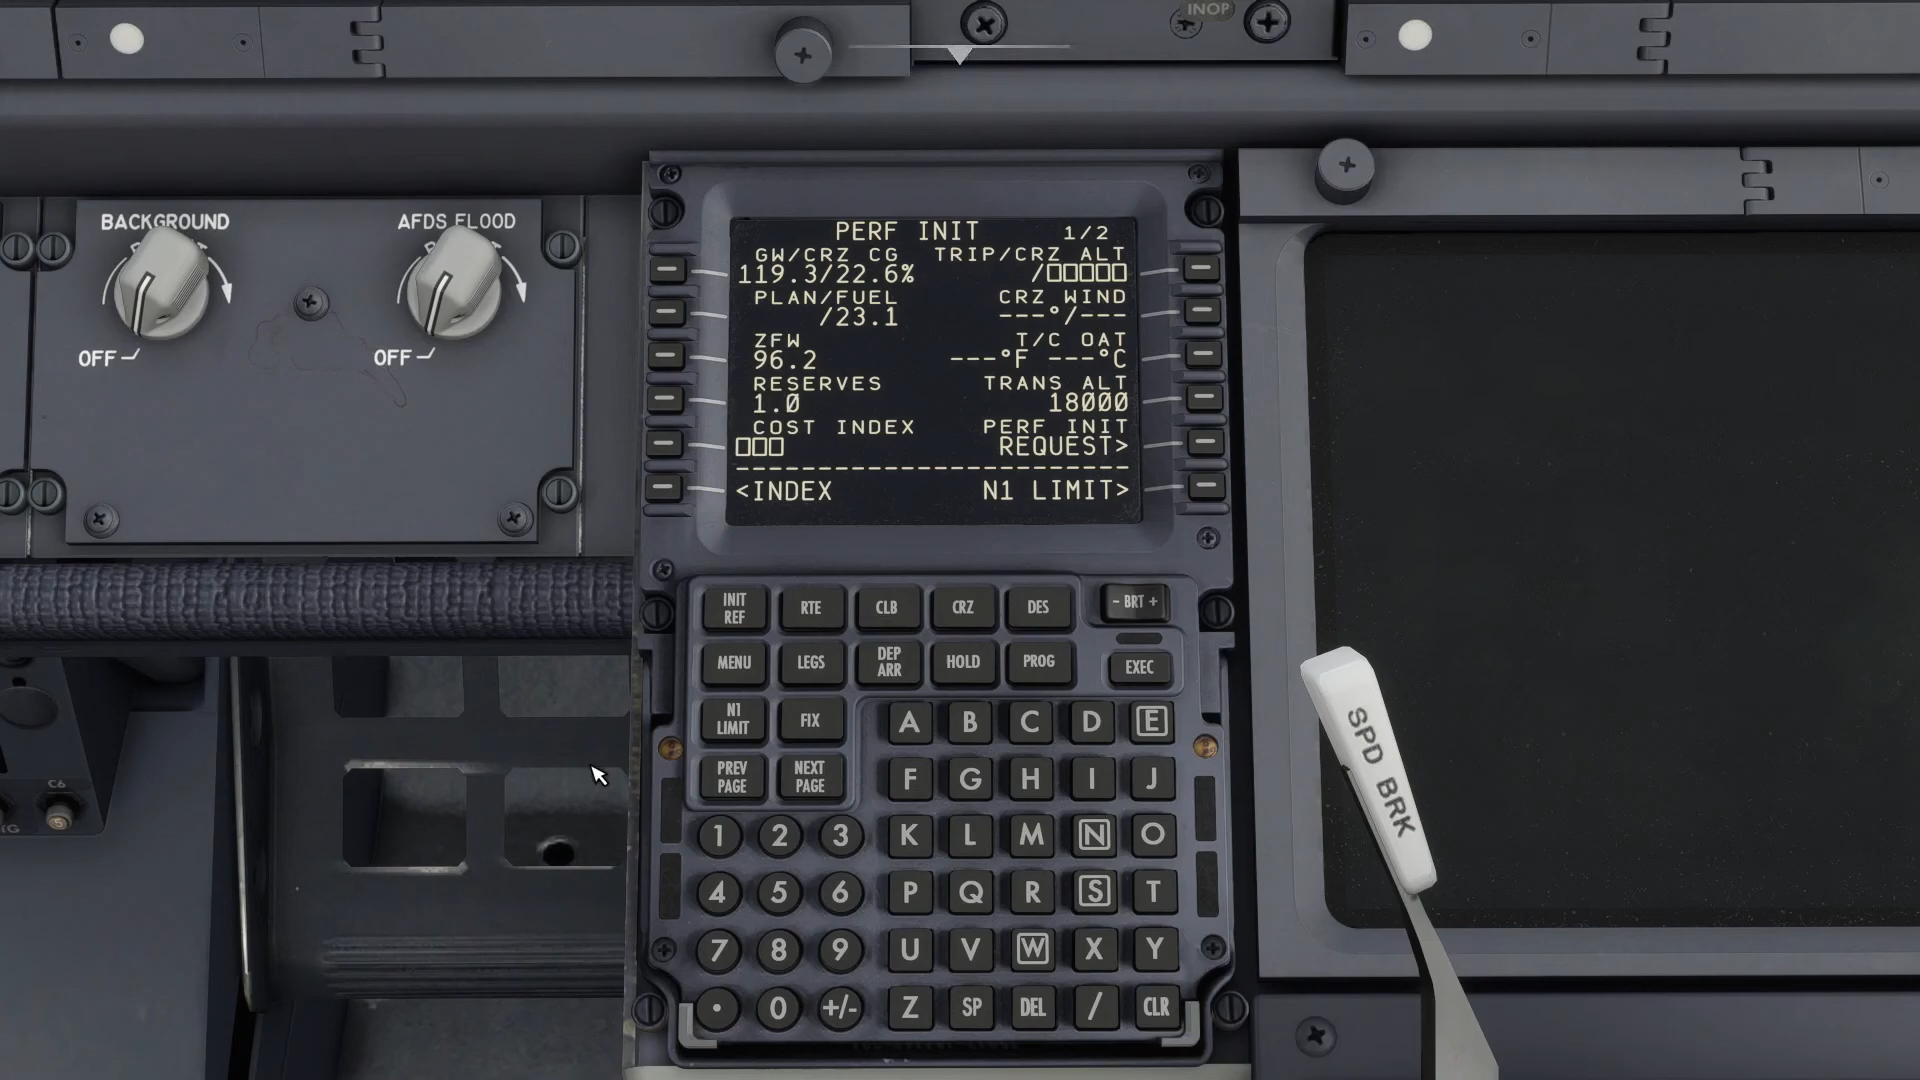 INOP
BACKGROUND
OFF
AFDS FLOOD
OFF
PERF INIT 1/2
GW/CRZ CG TRIP/CRZ ALT
119.3/22.6% /□□□□□
PLAN/FUEL CRZ WIND
/23.1 ---°/---
ZFW T/C OAT
96.2 ---°F ---°C
RESERVES TRANS ALT
1.0 18000
COST INDEX PERF INIT
□□□ REQUEST>
------------------------
<INDEX N1 LIMIT>
INIT REF RTE CLB CRZ DES - BRT +
MENU LEGS DEP ARR HOLD PROG EXEC
N1 LIMIT FIX A B C D E
PREV PAGE NEXT PAGE F G H I J
1 2 3 K L M N O
4 5 6 P Q R S T
7 8 9 U V W X Y
. 0 +/- Z SP DEL / CLR
SPD BRK
C6
5